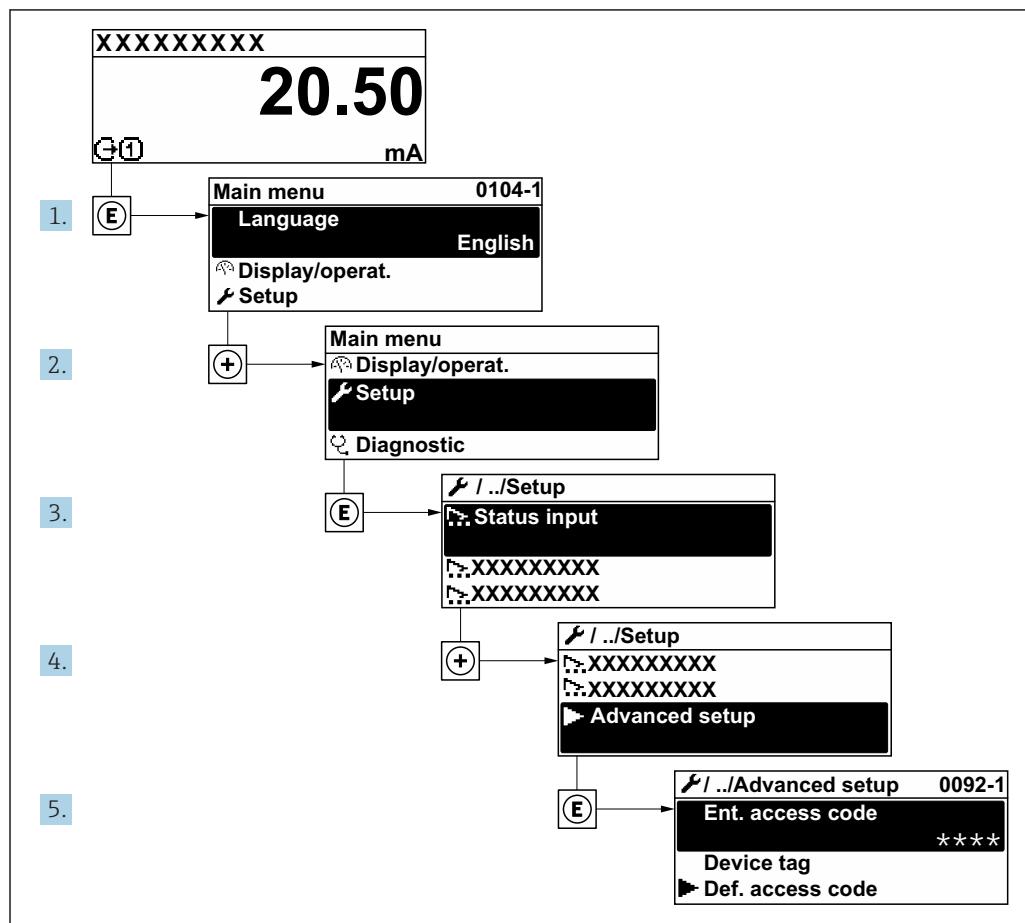 XXXXXXXXX
20.50
1 mA
1. E Main menu 0104-1
Language
English
Display/operat.
Setup
2. + Main menu
Display/operat.
Setup
Diagnostic
3. E / ../Setup
Status input
XXXXXXXXX
XXXXXXXXX
4. + / ../Setup
XXXXXXXXX
XXXXXXXXX
Advanced setup
5. E / ../Advanced setup 0092-1
Ent. access code
****
Device tag
Def. access code